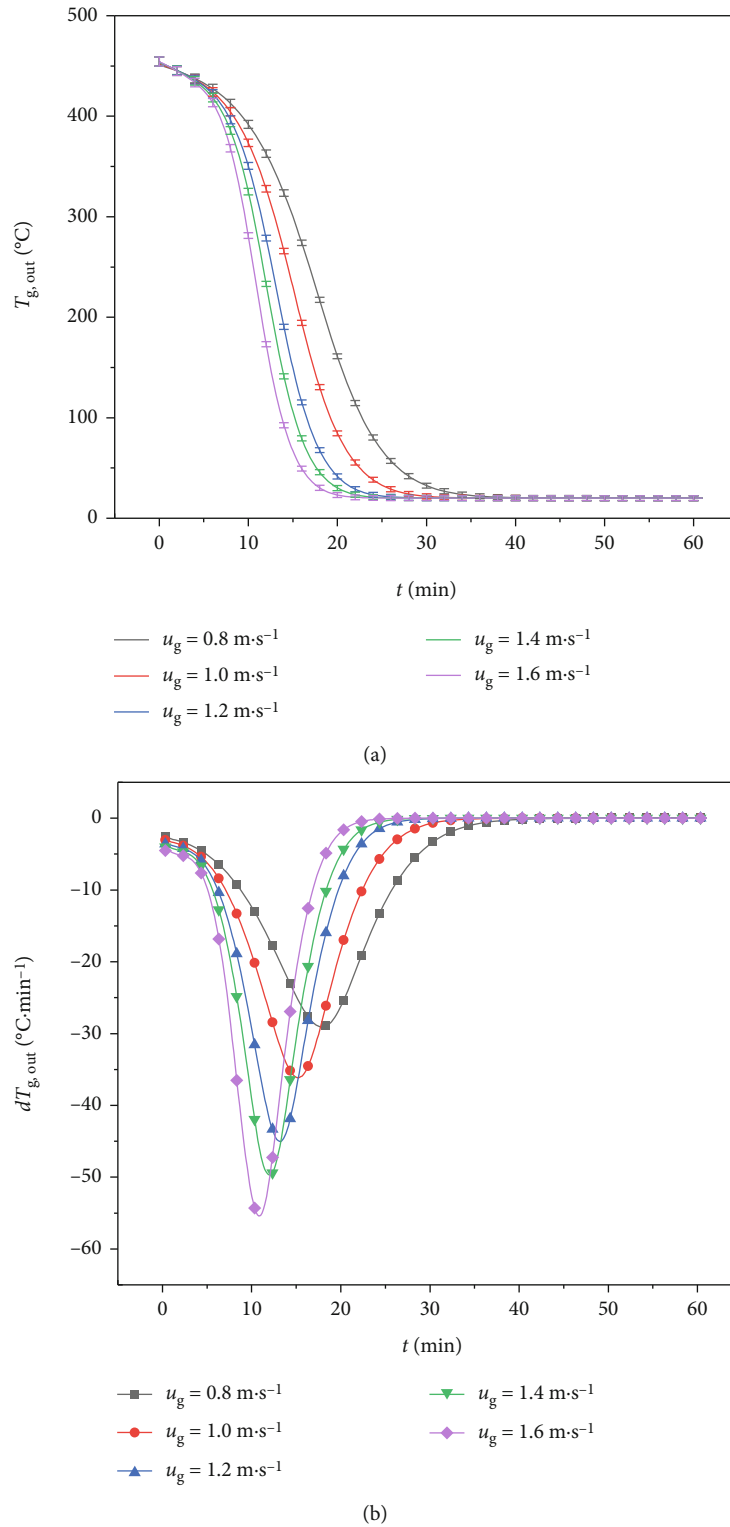 500
400
300
200
100
0
T_g, out (°C)
0 10 20 30 40 50 60
t (min)
u_g = 0.8 m·s⁻¹
u_g = 1.0 m·s⁻¹
u_g = 1.2 m·s⁻¹
u_g = 1.4 m·s⁻¹
u_g = 1.6 m·s⁻¹
(a)
0
–10
–20
–30
–40
–50
–60
dT_g, out (°C·min⁻¹)
0 10 20 30 40 50 60
t (min)
u_g = 0.8 m·s⁻¹
u_g = 1.0 m·s⁻¹
u_g = 1.2 m·s⁻¹
u_g = 1.4 m·s⁻¹
u_g = 1.6 m·s⁻¹
(b)